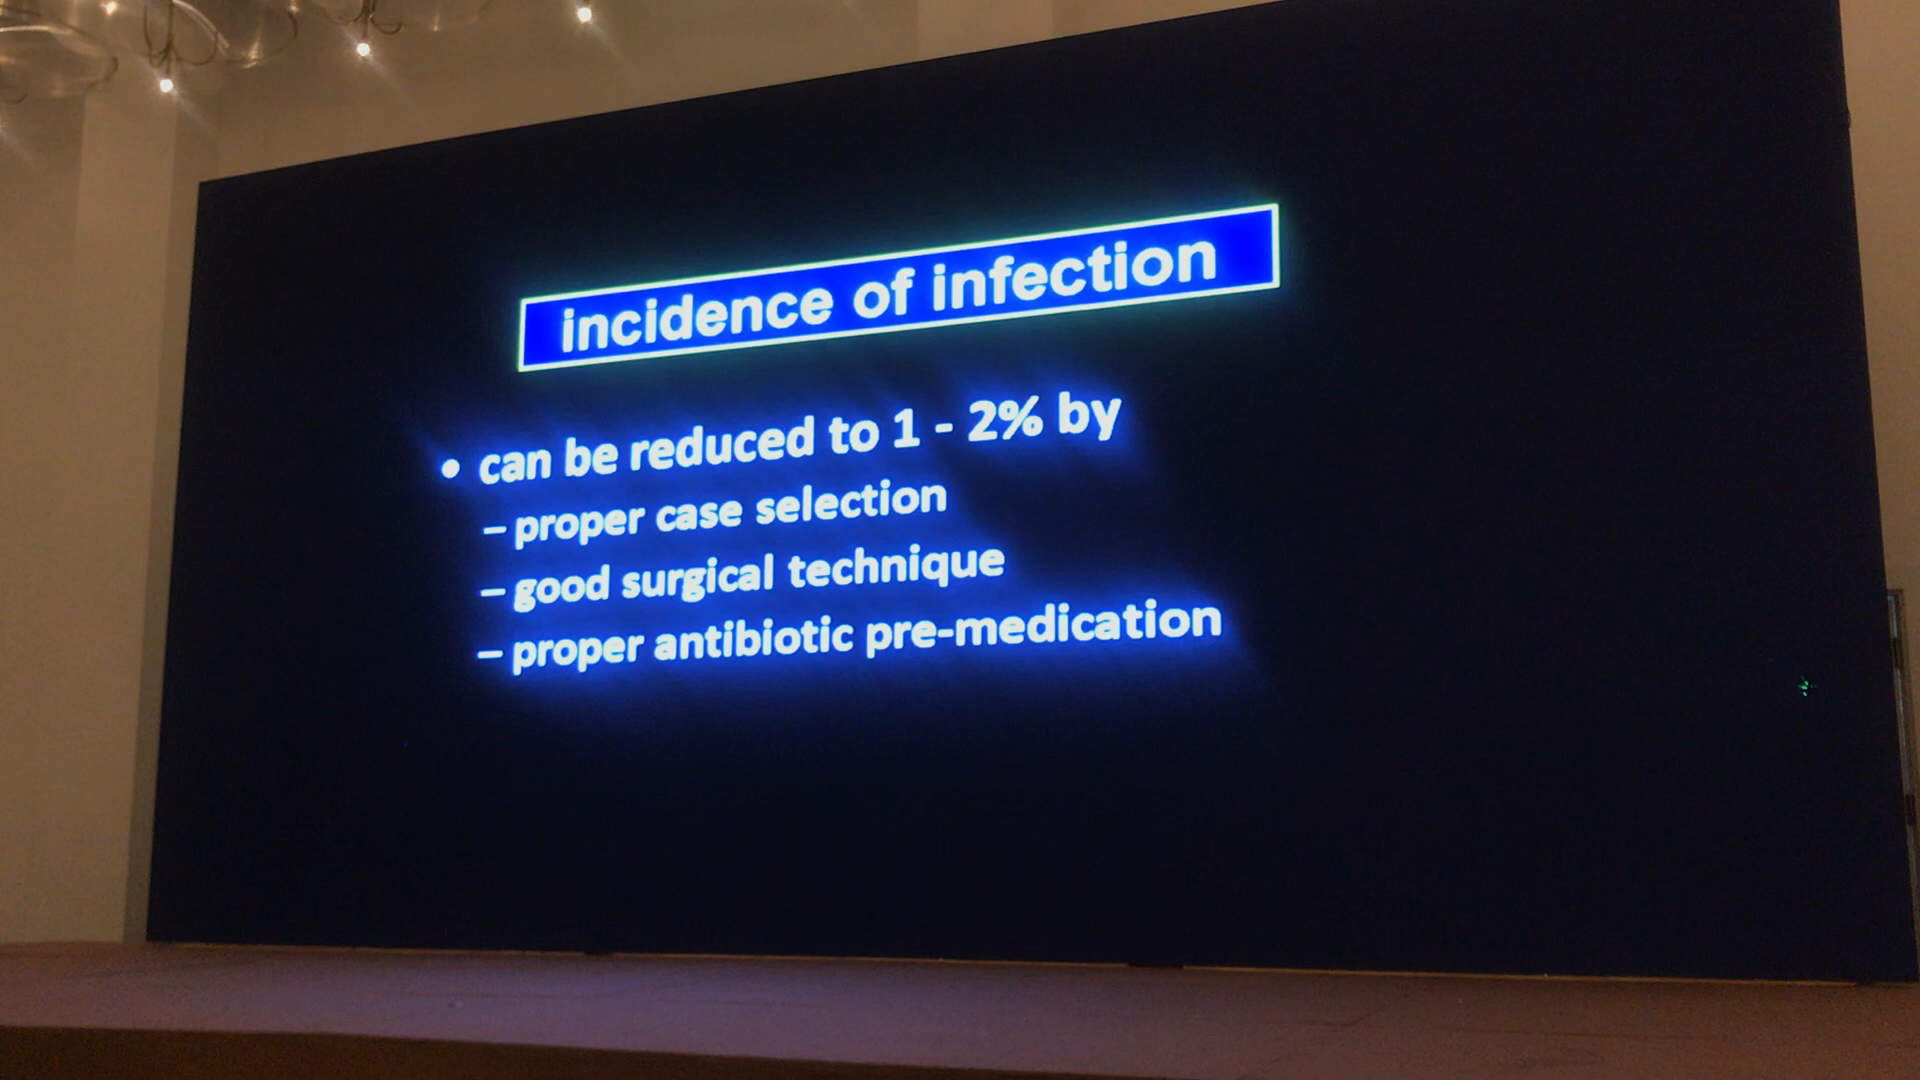 incidence of infection
• can be reduced to 1 - 2% by
– proper case selection
– good surgical technique
– proper antibiotic pre-medication